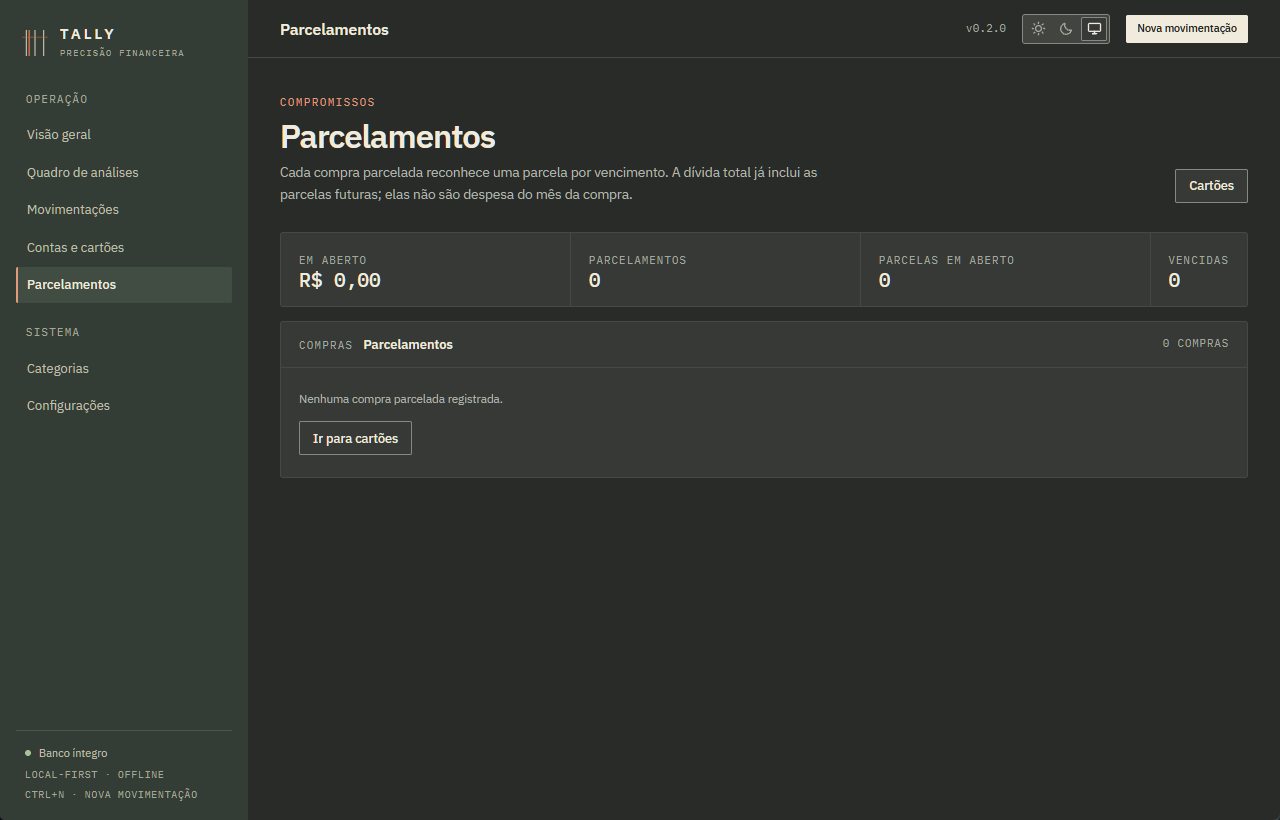 TALLY
PRECISÃO FINANCEIRA
OPERAÇÃO
Visão geral
Quadro de análises
Movimentações
Contas e cartões
Parcelamentos
SISTEMA
Categorias
Configurações
Banco íntegro
LOCAL-FIRST · OFFLINE
CTRL+N · NOVA MOVIMENTAÇÃO
Parcelamentos
v0.2.0
Nova movimentação
COMPROMISSOS
Parcelamentos
Cada compra parcelada reconhece uma parcela por vencimento. A dívida total já inclui as
parcelas futuras; elas não são despesa do mês da compra.
Cartões
EM ABERTO
R$ 0,00
PARCELAMENTOS
0
PARCELAS EM ABERTO
0
VENCIDAS
0
COMPRAS Parcelamentos
0 COMPRAS
Nenhuma compra parcelada registrada.
Ir para cartões